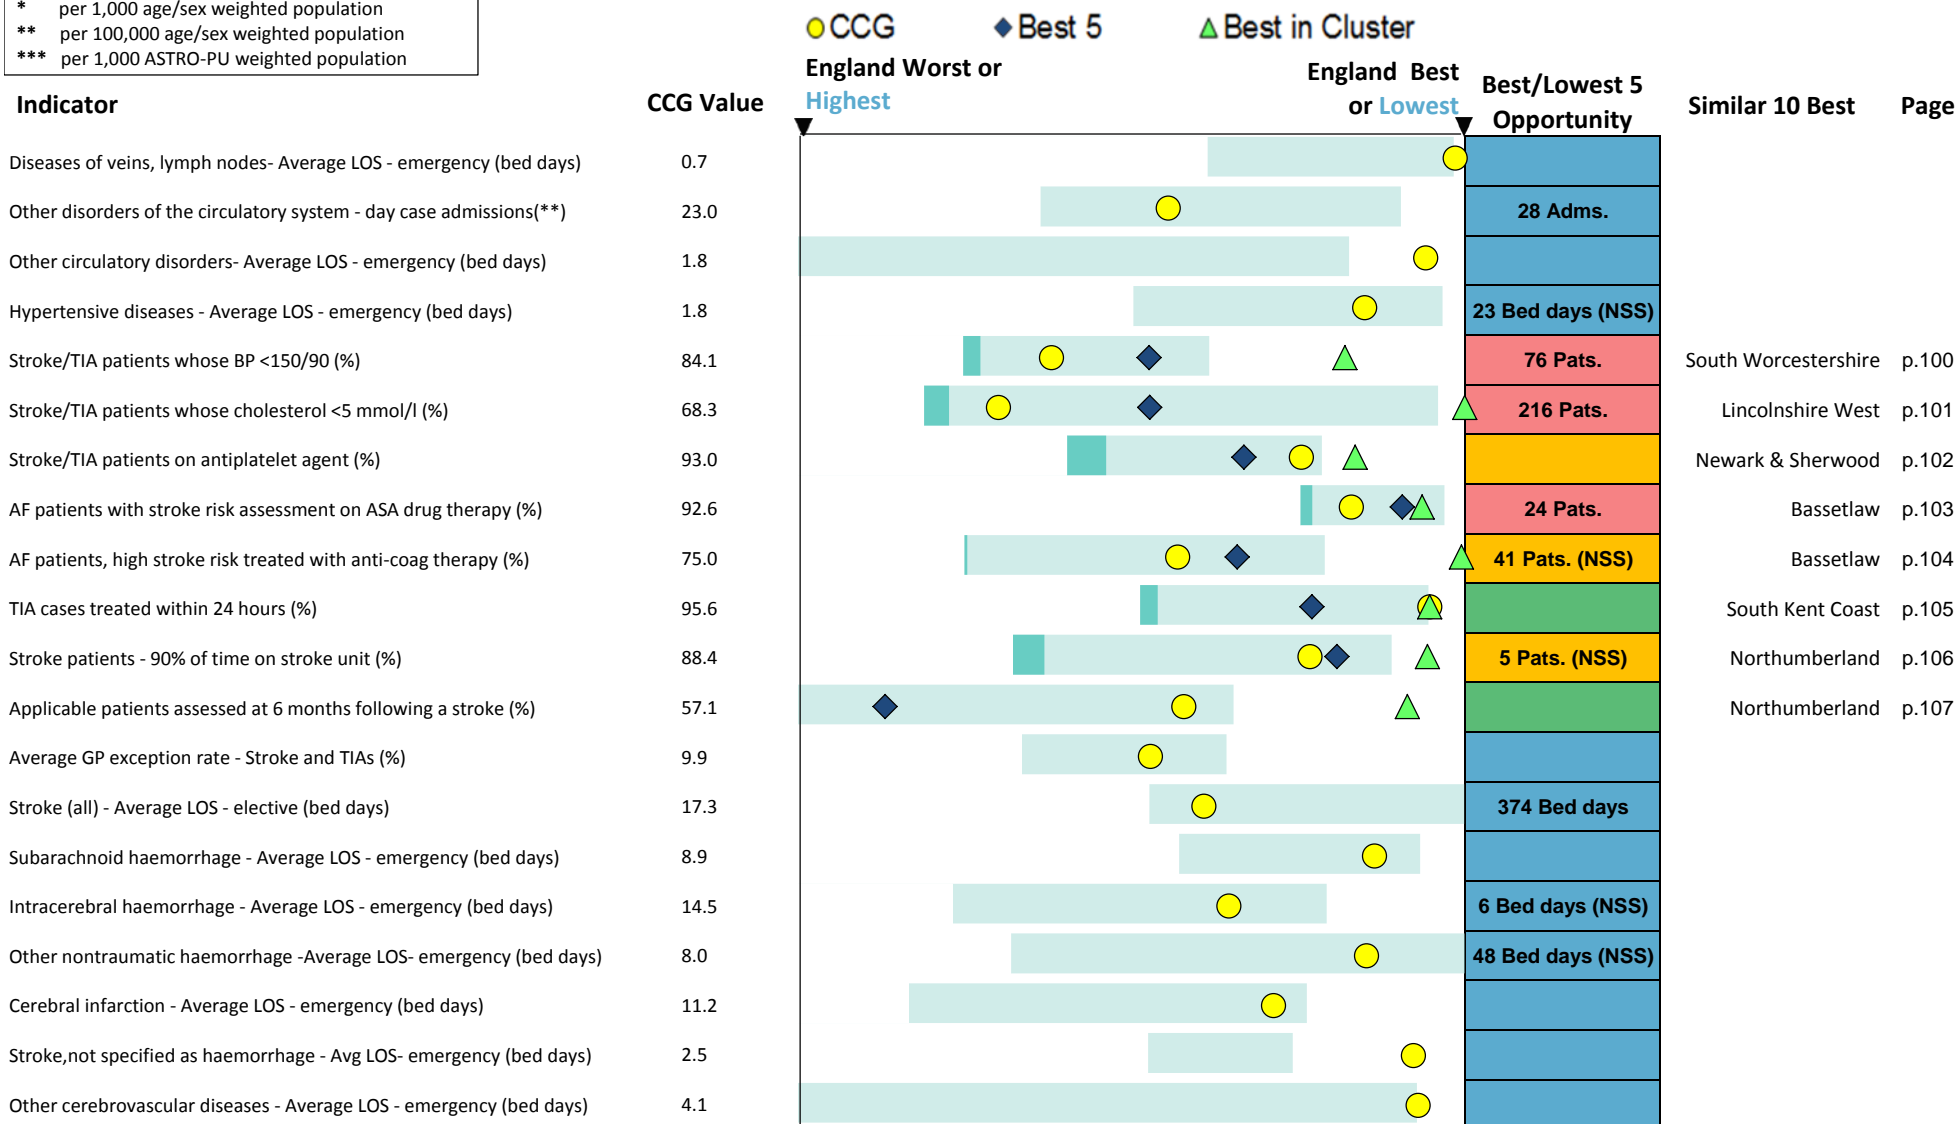 * per 1,000 age/sex weighted population
** per 100,000 age/sex weighted population
*** per 1,000 ASTRO-PU weighted population
CCG Best 5 Best in Cluster
England Worst or Highest
England Best or Lowest
Indicator CCG Value Best/Lowest 5 Opportunity Similar 10 Best Page
Diseases of veins, lymph nodes- Average LOS - emergency (bed days) 0.7
Other disorders of the circulatory system - day case admissions(**) 23.0 28 Adms.
Other circulatory disorders- Average LOS - emergency (bed days) 1.8
Hypertensive diseases - Average LOS - emergency (bed days) 1.8 23 Bed days (NSS)
Stroke/TIA patients whose BP <150/90 (%) 84.1 76 Pats. South Worcestershire p.100
Stroke/TIA patients whose cholesterol <5 mmol/l (%) 68.3 216 Pats. Lincolnshire West p.101
Stroke/TIA patients on antiplatelet agent (%) 93.0 Newark & Sherwood p.102
AF patients with stroke risk assessment on ASA drug therapy (%) 92.6 24 Pats. Bassetlaw p.103
AF patients, high stroke risk treated with anti-coag therapy (%) 75.0 41 Pats. (NSS) Bassetlaw p.104
TIA cases treated within 24 hours (%) 95.6 South Kent Coast p.105
Stroke patients - 90% of time on stroke unit (%) 88.4 5 Pats. (NSS) Northumberland p.106
Applicable patients assessed at 6 months following a stroke (%) 57.1 Northumberland p.107
Average GP exception rate - Stroke and TIAs (%) 9.9
Stroke (all) - Average LOS - elective (bed days) 17.3 374 Bed days
Subarachnoid haemorrhage - Average LOS - emergency (bed days) 8.9
Intracerebral haemorrhage - Average LOS - emergency (bed days) 14.5 6 Bed days (NSS)
Other nontraumatic haemorrhage -Average LOS- emergency (bed days) 8.0 48 Bed days (NSS)
Cerebral infarction - Average LOS - emergency (bed days) 11.2
Stroke,not specified as haemorrhage - Avg LOS- emergency (bed days) 2.5
Other cerebrovascular diseases - Average LOS - emergency (bed days) 4.1